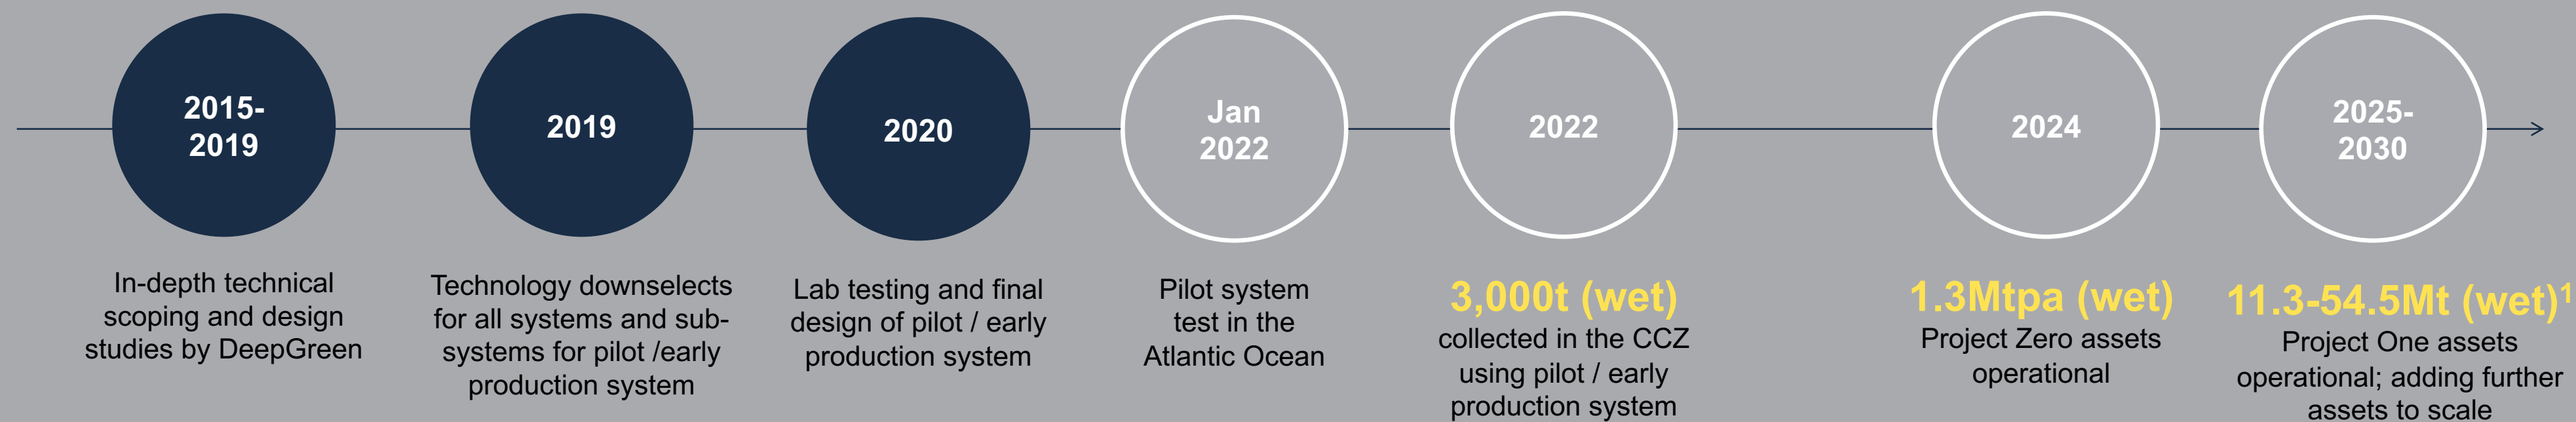 2015-
2019
In-depth technical
scoping and design
studies by DeepGreen
2019
Technology downselects
for all systems and sub-
systems for pilot /early
production system
2020
Lab testing and final
design of pilot / early
production system
Jan
2022
Pilot system
test in the
Atlantic Ocean
2022
3,000t (wet)
collected in the CCZ
using pilot / early
production system
2024
1.3Mtpa (wet)
Project Zero assets
operational
2025-
2030
11.3-54.5Mt (wet)¹
Project One assets
operational; adding further
assets to scale